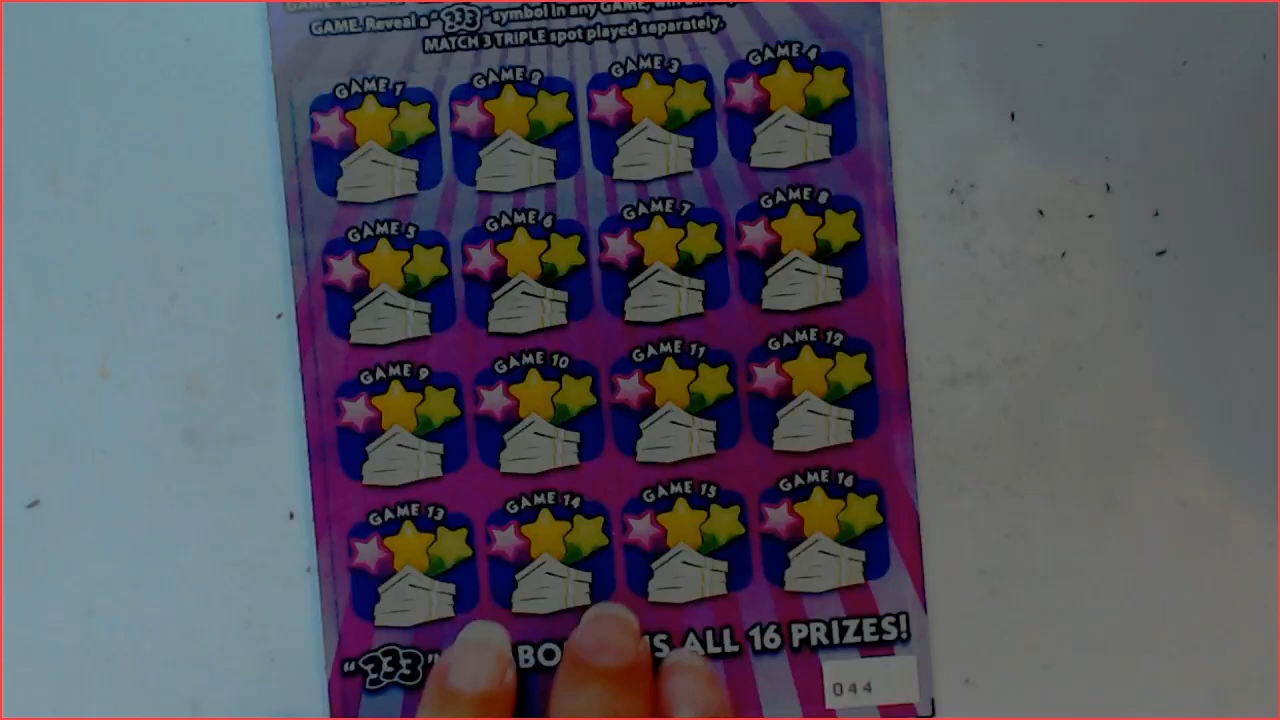 GAME. Reveal a "333" symbol in any GAME, win
MATCH 3 TRIPLE spot played separately.
GAME 1 GAME 2 GAME 3 GAME 4
GAME 5 GAME 6 GAME 7 GAME 8
GAME 9 GAME 10 GAME 11 GAME 12
GAME 13 GAME 14 GAME 15 GAME 16
"333" ALL 16 PRIZES!
044